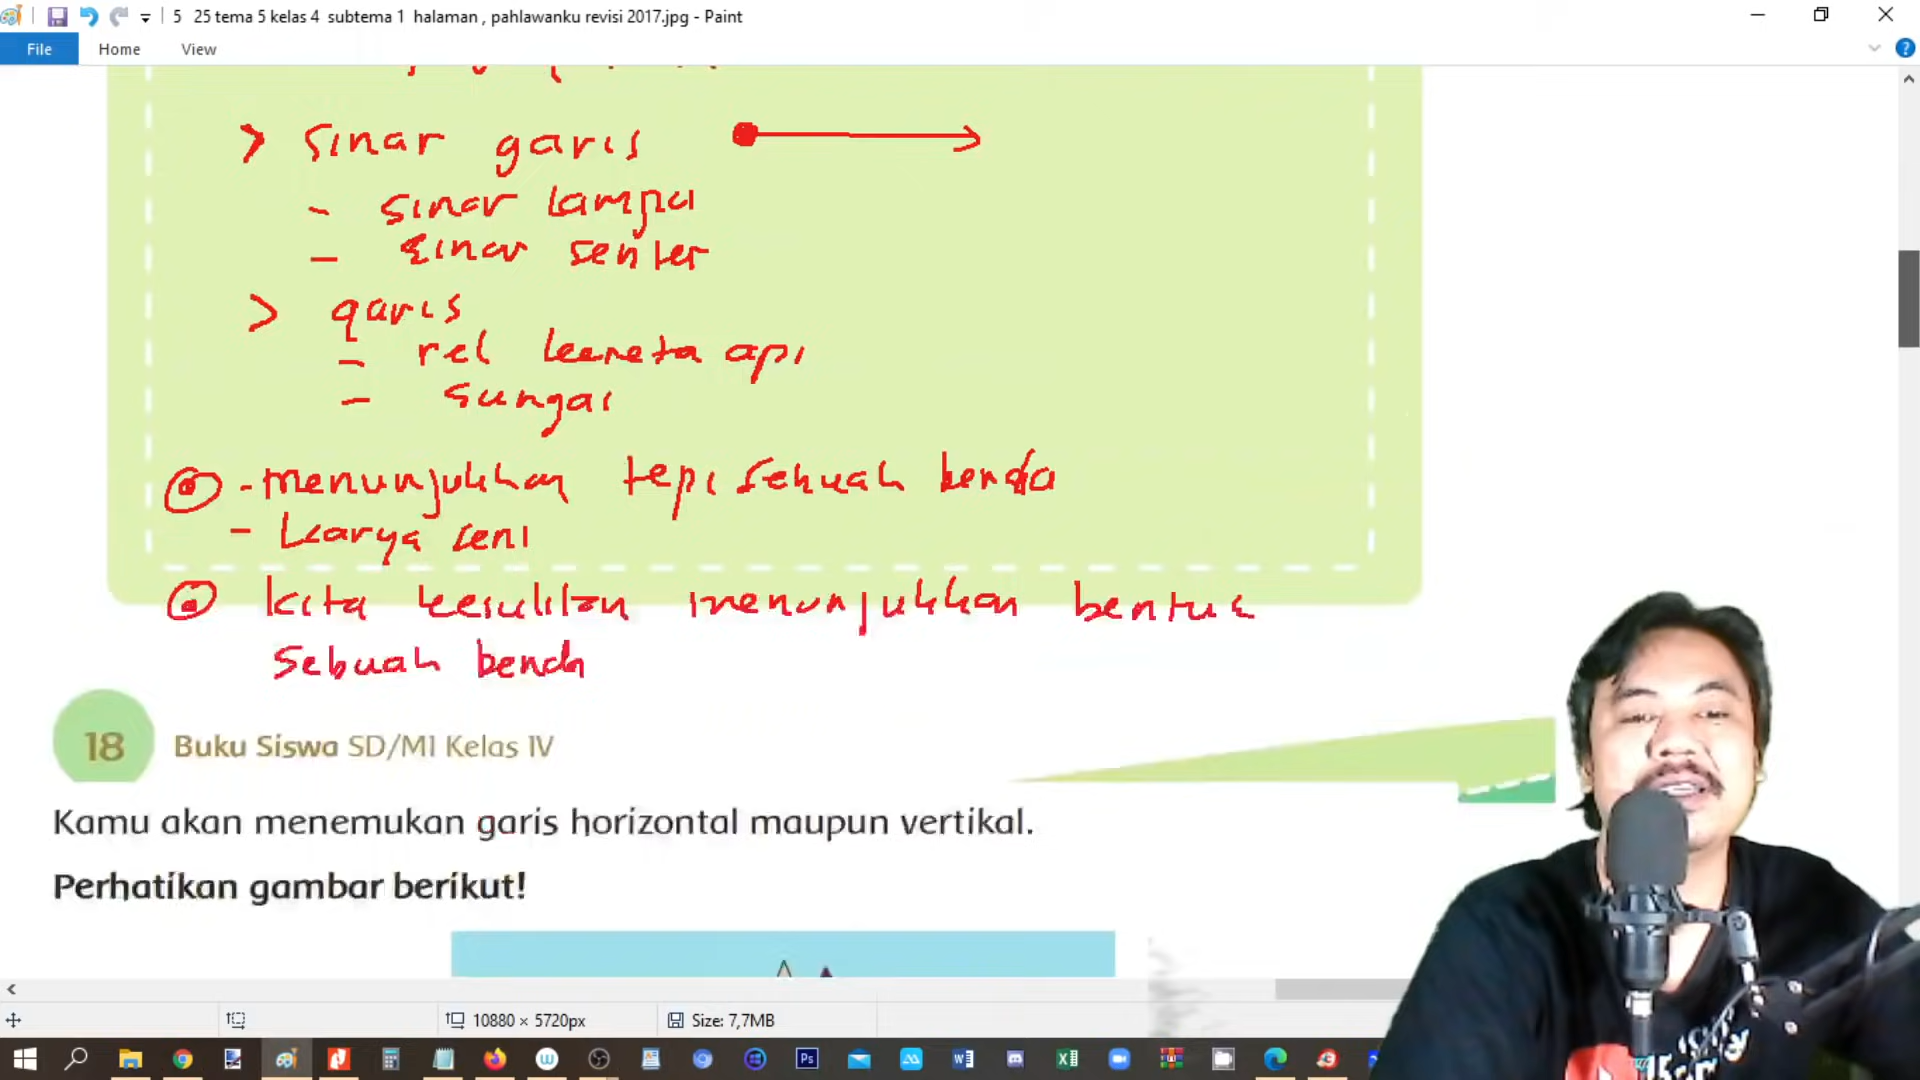 5 25 tema 5 kelas 4 subtema 1 halaman , pahlawanku revisi 2017.jpg - Paint
File Home View
> sinar garis
- sinar lampu
- sinar senter
> garis
- rel kereta api
- sungai
- menunjukkan tepi sebuah benda
- karya seni
kita kesulitan menunjukkan bentuk
sebuah benda
18 Buku Siswa SD/MI Kelas IV
Kamu akan menemukan garis horizontal maupun vertikal.
Perhatikan gambar berikut!
10880 × 5720px Size: 7,7MB